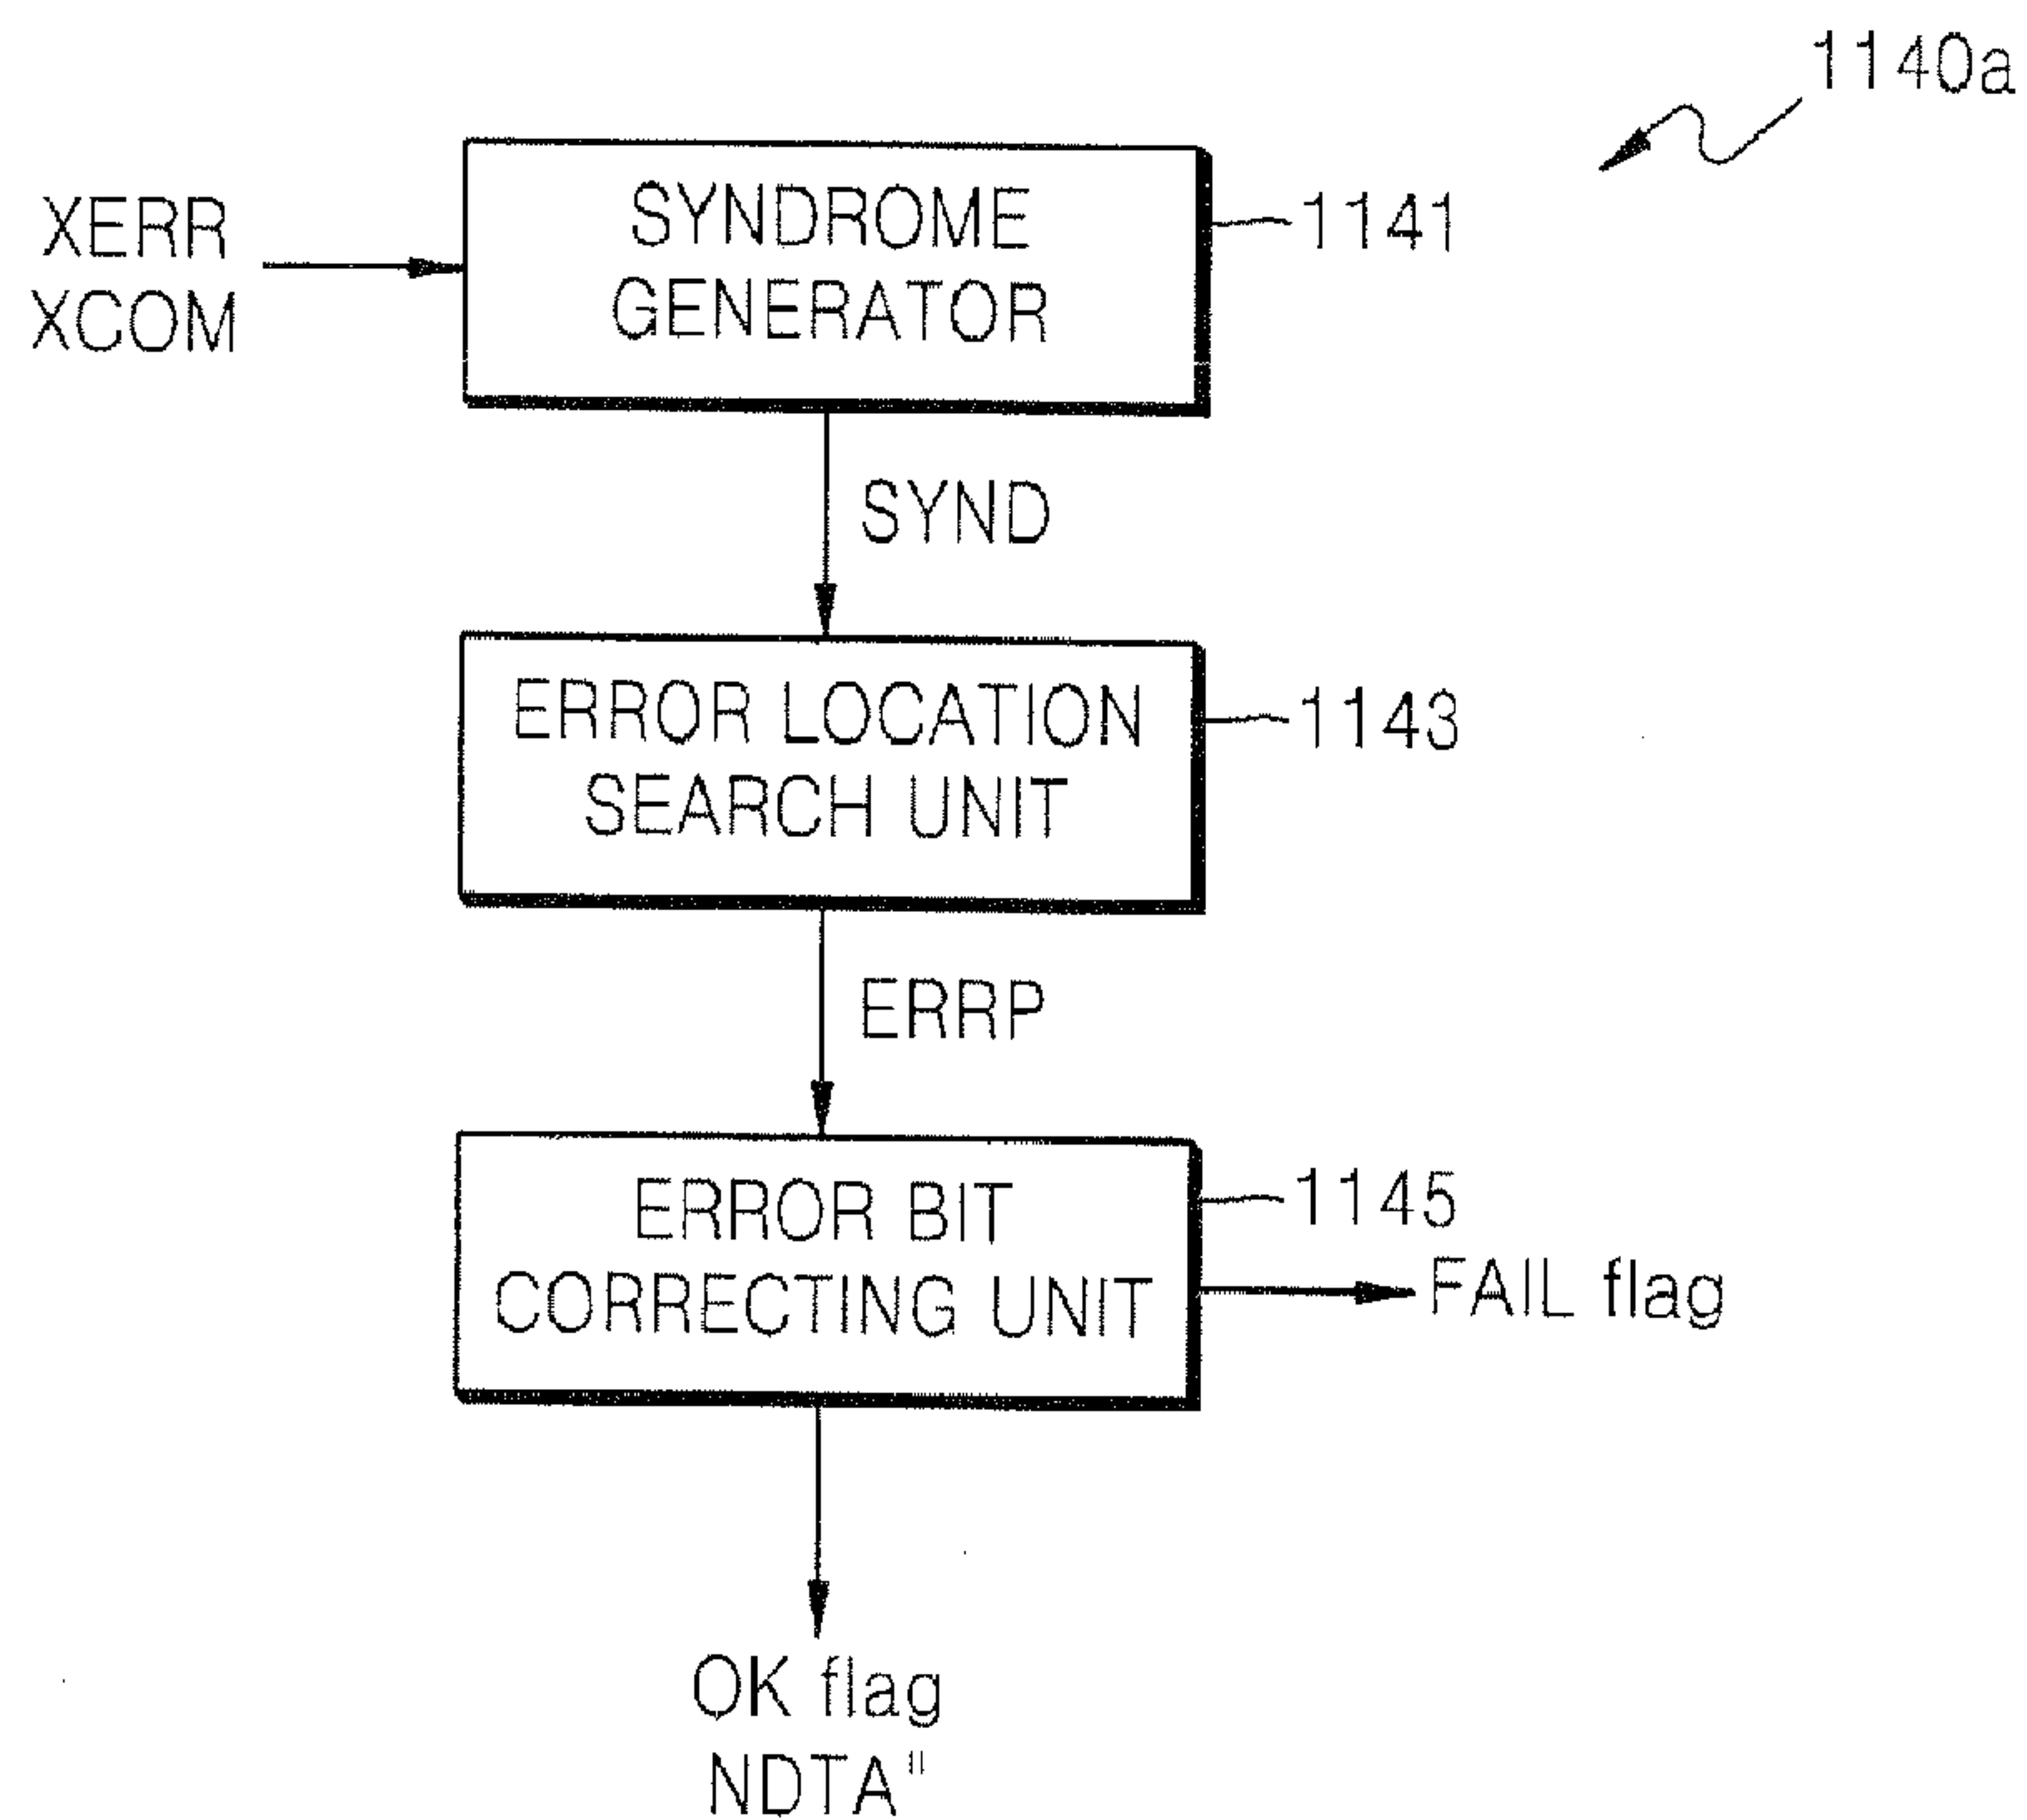 1140a
XERR
XCOM
SYNDROME
GENERATOR
1141
SYND
ERROR LOCATION
SEARCH UNIT
1143
ERRP
ERROR BIT
CORRECTING UNIT
1145
FAIL flag
OK flag
NDTA"